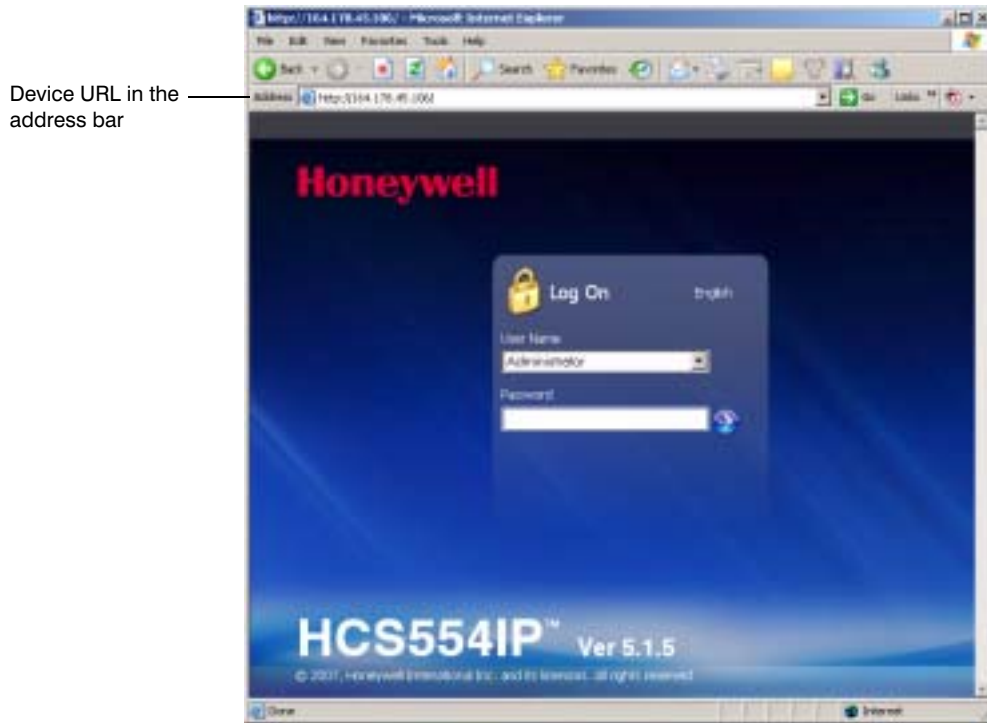 http://164.178.45.106/ - Microsoft Internet Explorer
File Edit View Favorites Tools Help
Back Search Favorites
Device URL in the
address bar
Address http://164.178.45.106/ Go Links »
Honeywell
Log On English
User Name
Administrator
Password
HCS554IP™ Ver 5.1.5
© 2007, Honeywell International Inc. and its licensors. all rights reserved
Done Internet